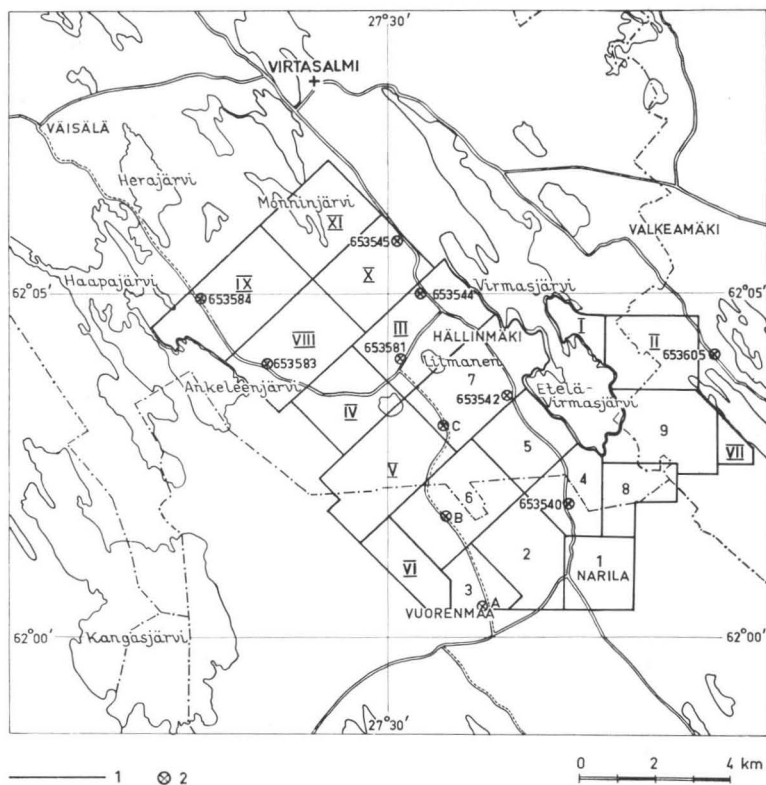 27°30′
VIRTASALMI
VÄISÄLÄ
Herajärvi
Monninjärvi
XI
VALKEAMÄKI
653545
X
Haapajärvi
IX
Virmasjärvi
62°05′
653584
653544
62°05′
III
HÄLLINMÄKI
I
II
VIII
653581
Litmanen
653605
653583
7
Ankeleenjärvi
653542
Etelä-
Virmasjärvi
IV
C
9
5
VII
V
4
8
6
653540
B
2
VI
1
3
NARILA
A
VUORENMAA
62°00′
Kangasjärvi
62°00′
27°30′
1
2
0 2 4 km